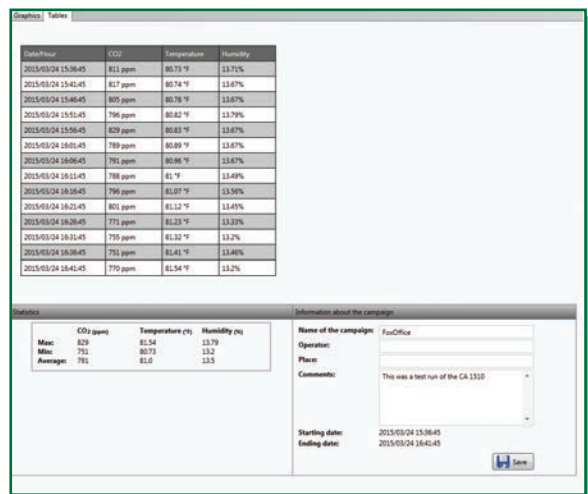 Graphics Tables
Date/Hour CO2 Temperature Humidity
2015/03/24 15:36:45 811 ppm 80.73 °F 13.71%
2015/03/24 15:41:45 817 ppm 80.74 °F 13.67%
2015/03/24 15:46:45 805 ppm 80.78 °F 13.67%
2015/03/24 15:51:45 796 ppm 80.82 °F 13.79%
2015/03/24 15:56:45 829 ppm 80.83 °F 13.67%
2015/03/24 16:01:45 789 ppm 80.89 °F 13.67%
2015/03/24 16:06:45 791 ppm 80.96 °F 13.67%
2015/03/24 16:11:45 788 ppm 81 °F 13.49%
2015/03/24 16:16:45 796 ppm 81.07 °F 13.56%
2015/03/24 16:21:45 801 ppm 81.12 °F 13.45%
2015/03/24 16:26:45 771 ppm 81.23 °F 13.33%
2015/03/24 16:31:45 755 ppm 81.32 °F 13.2%
2015/03/24 16:36:45 751 ppm 81.41 °F 13.46%
2015/03/24 16:41:45 770 ppm 81.54 °F 13.2%
Statistics
CO2 (ppm) Temperature (°F) Humidity (%)
Max: 829 81.54 13.79
Min: 751 80.73 13.2
Average: 791 81.0 13.5
Information about the campaign
Name of the campaign: FoxOffice
Operator:
Place:
Comments: This was a test run of the CA 1510
Starting date: 2015/03/24 15:36:45
Ending date: 2015/03/24 16:41:45
Save